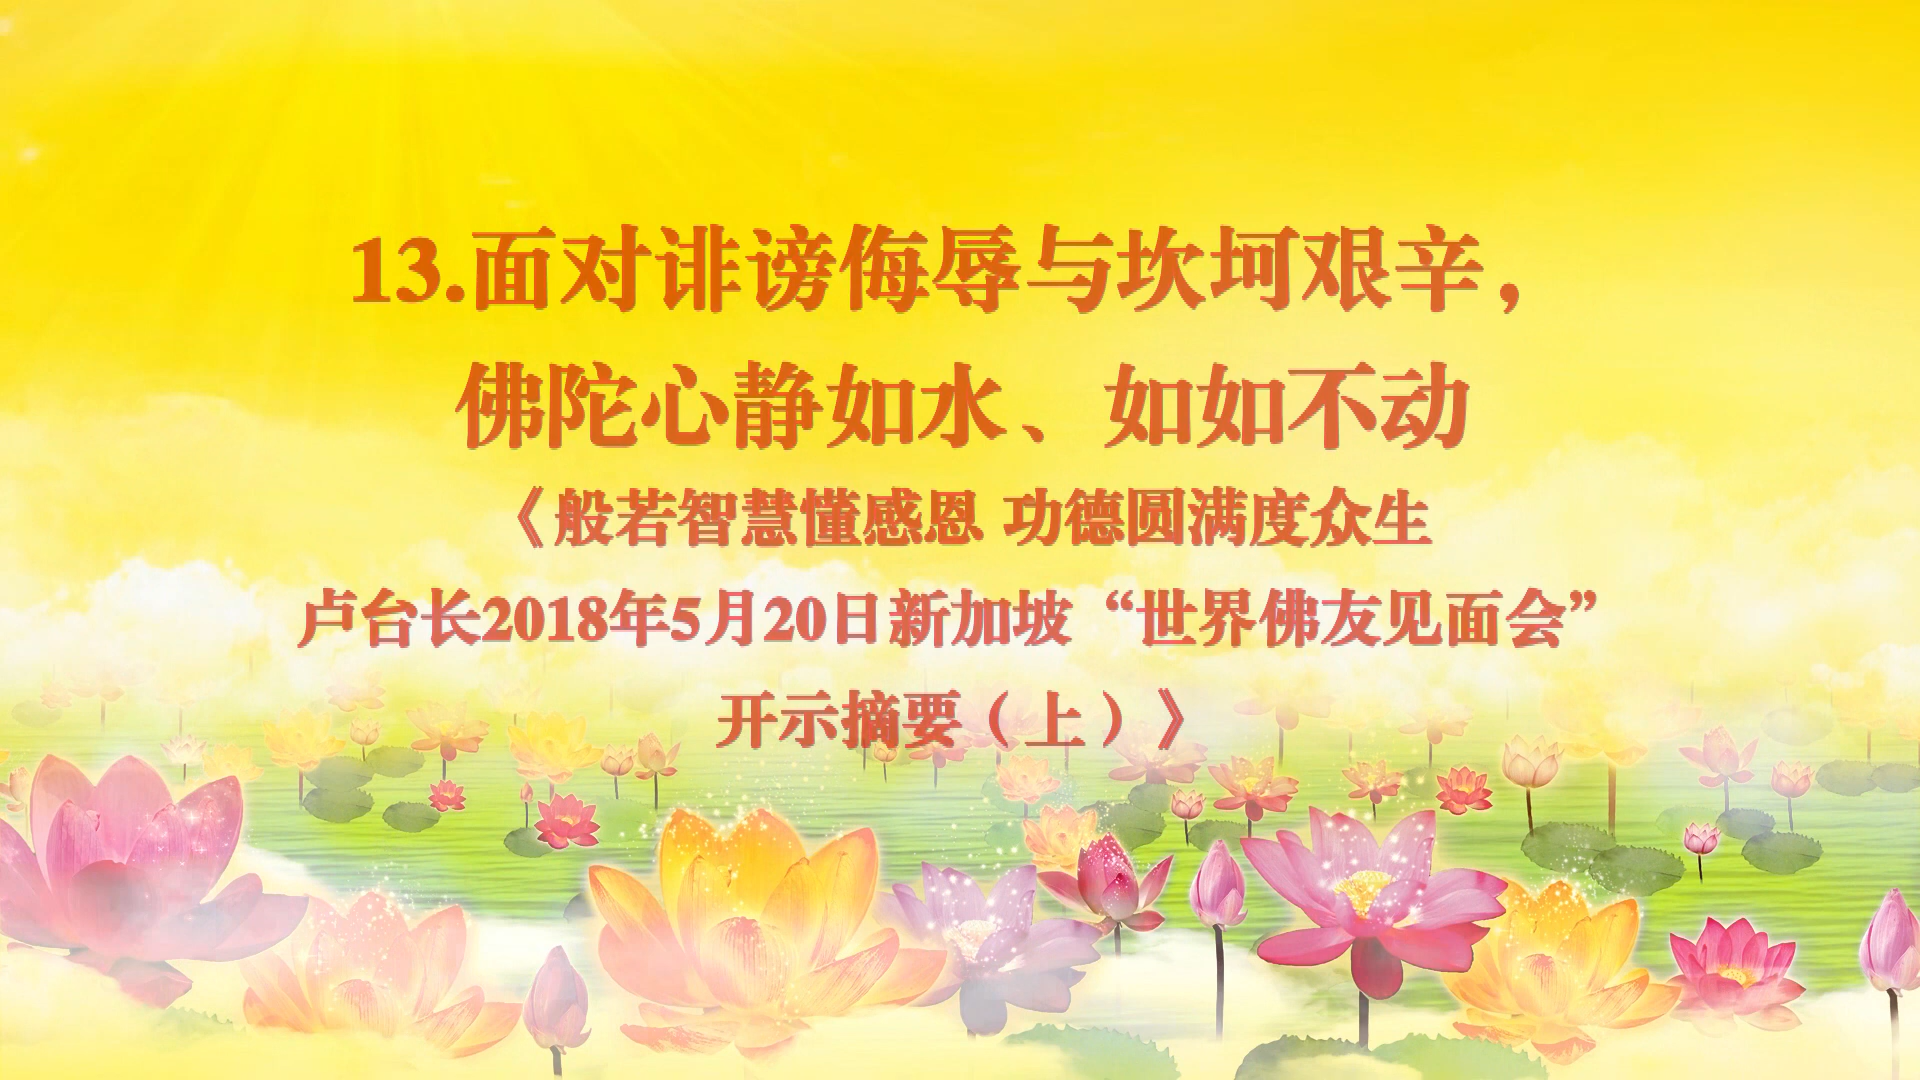 13.面对诽谤侮辱与坎坷艰辛，
佛陀心静如水、如如不动
《般若智慧懂感恩 功德圆满度众生
卢台长2018年5月20日新加坡“世界佛友见面会”
开示摘要（上）》